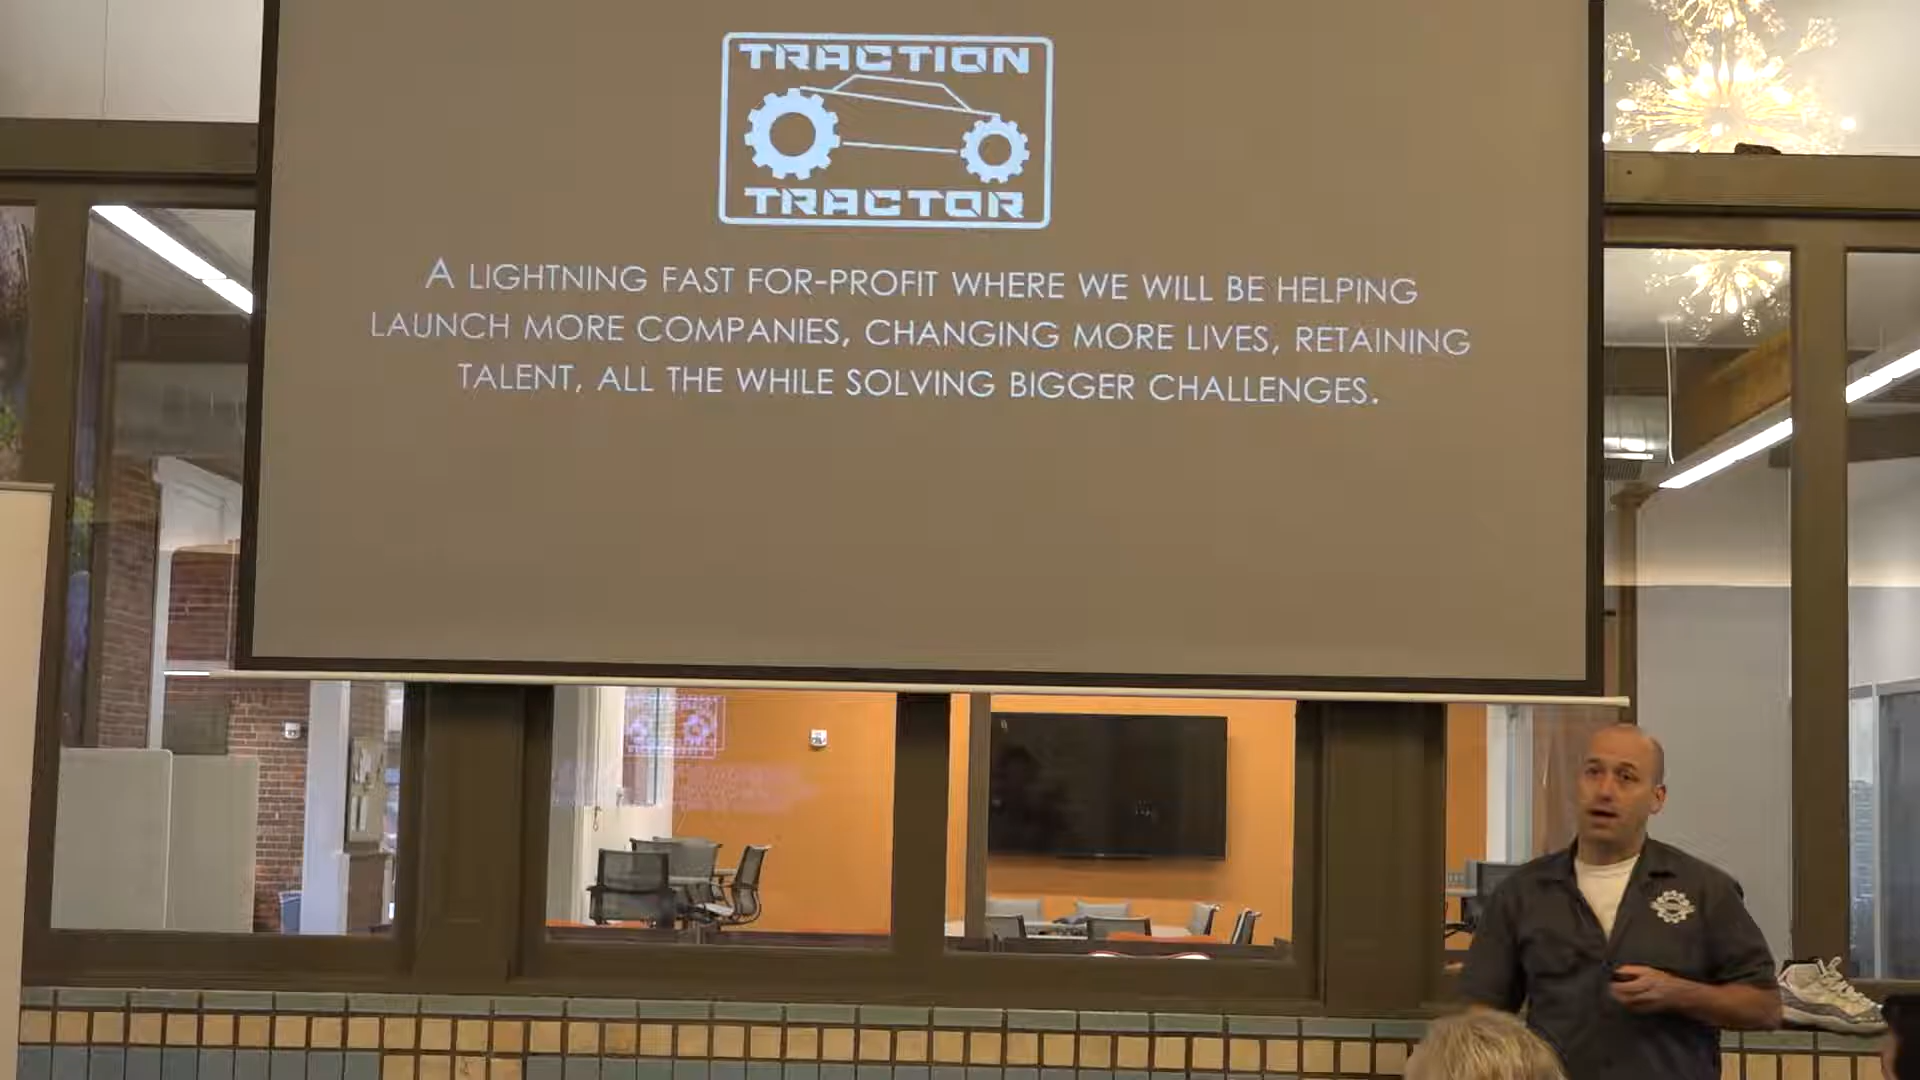 TRACTION
TRACTOR
A LIGHTNING FAST FOR-PROFIT WHERE WE WILL BE HELPING
LAUNCH MORE COMPANIES, CHANGING MORE LIVES, RETAINING
TALENT, ALL THE WHILE SOLVING BIGGER CHALLENGES.